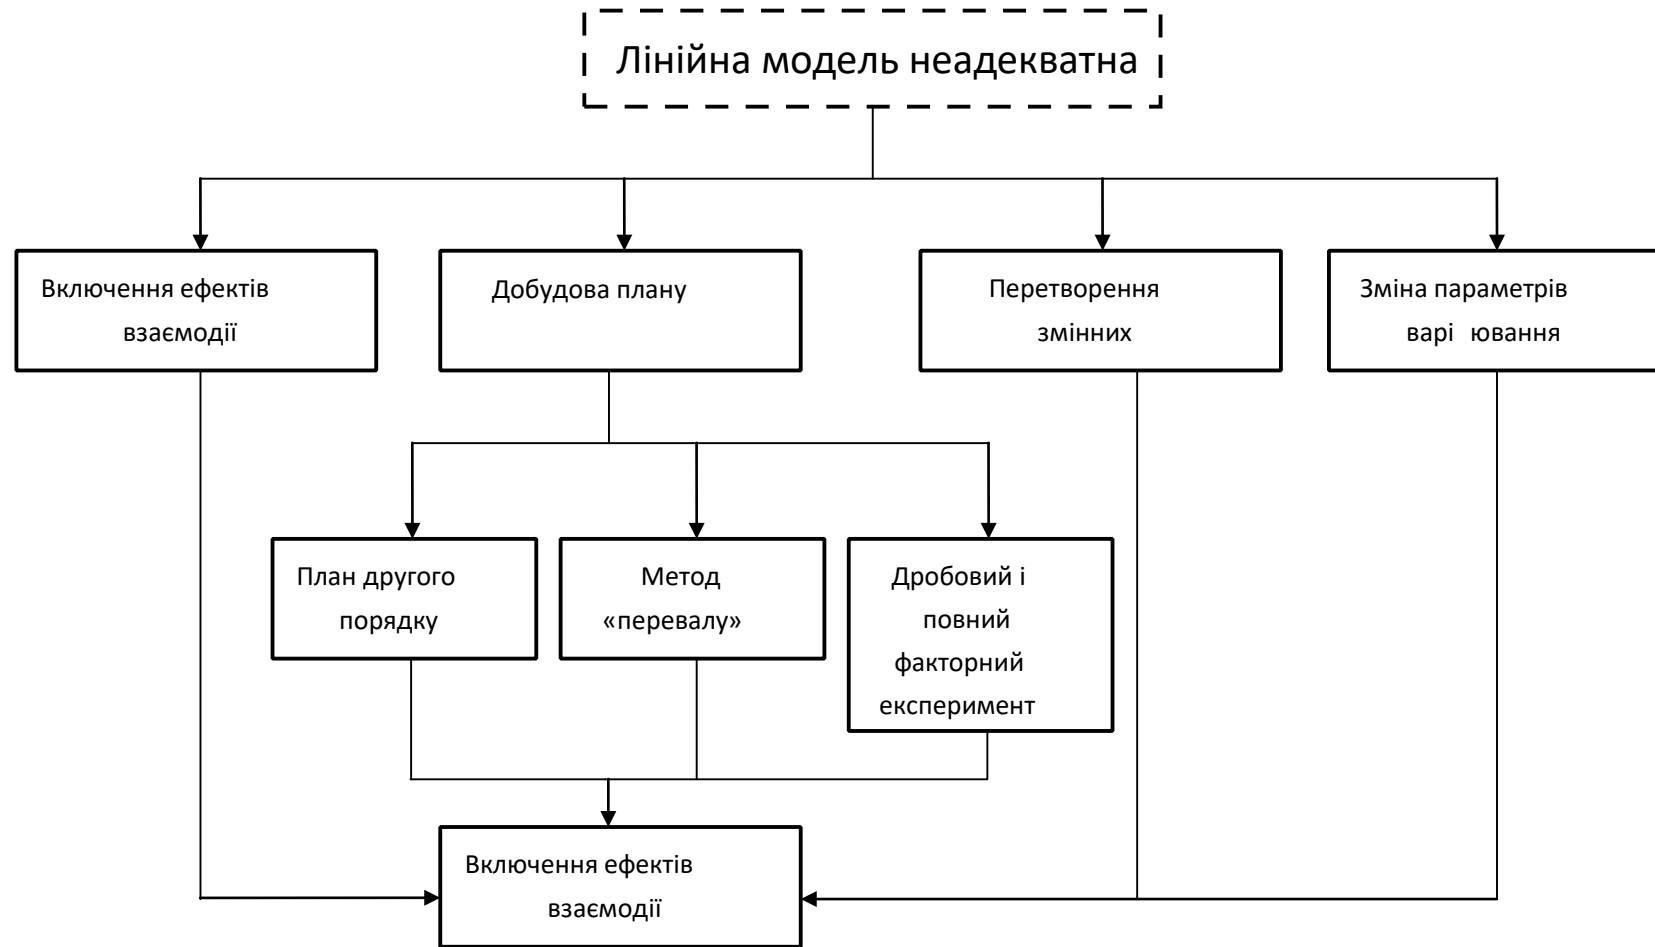 Лінійна модель неадекватна
Включення ефектів
взаємодії
Добудова плану
Перетворення
змінних
Зміна параметрів
варі ювання
План другого
порядку
Метод
«перевалу»
Дробовий і
повний
факторний
експеримент
Включення ефектів
взаємодії